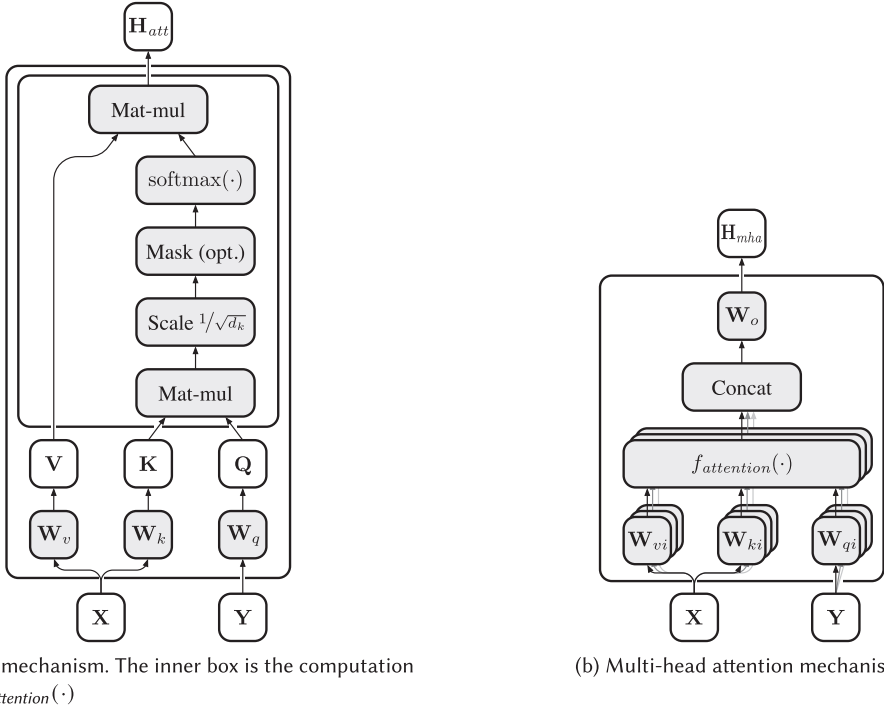 H_att
Mat-mul
softmax(·)
Mask (opt.)
Scale 1/√d_k
Mat-mul
V K Q
W_v W_k W_q
X Y
mechanism. The inner box is the computation
ttention(·)
H_mha
W_o
Concat
f_attention(·)
W_vi W_ki W_qi
X Y
(b) Multi-head attention mechanis